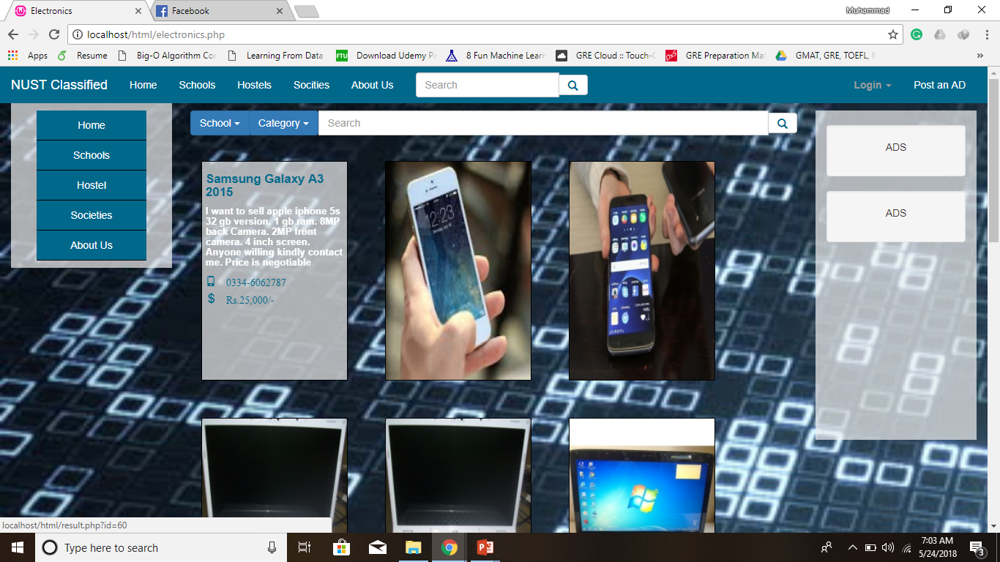 Electronics
Facebook
Muhammad
localhost/html/electronics.php
Apps
Resume
Big-O Algorithm Co
Learning From Data
Download Udemy P
8 Fun Machine Learn
GRE Cloud :: Touch-
GRE Preparation Ma
GMAT, GRE, TOEFL,
»
NUST Classified
Home
Schools
Hostels
Socities
About Us
Search
Login
Post an AD
Home
Schools
Hostel
Societies
About Us
School
Category
Search
Samsung Galaxy A3
2015
I want to sell apple iphone 5s
32 gb version. 1 gb ram. 8MP
back Camera. 2MP front
camera. 4 inch screen.
Anyone willing kindly contact
me. Price is negotiable
0334-6062787
$ Rs.25,000/-
12:23
ADS
ADS
localhost/html/result.php?id=60
Type here to search
7:03 AM
5/24/2018
3